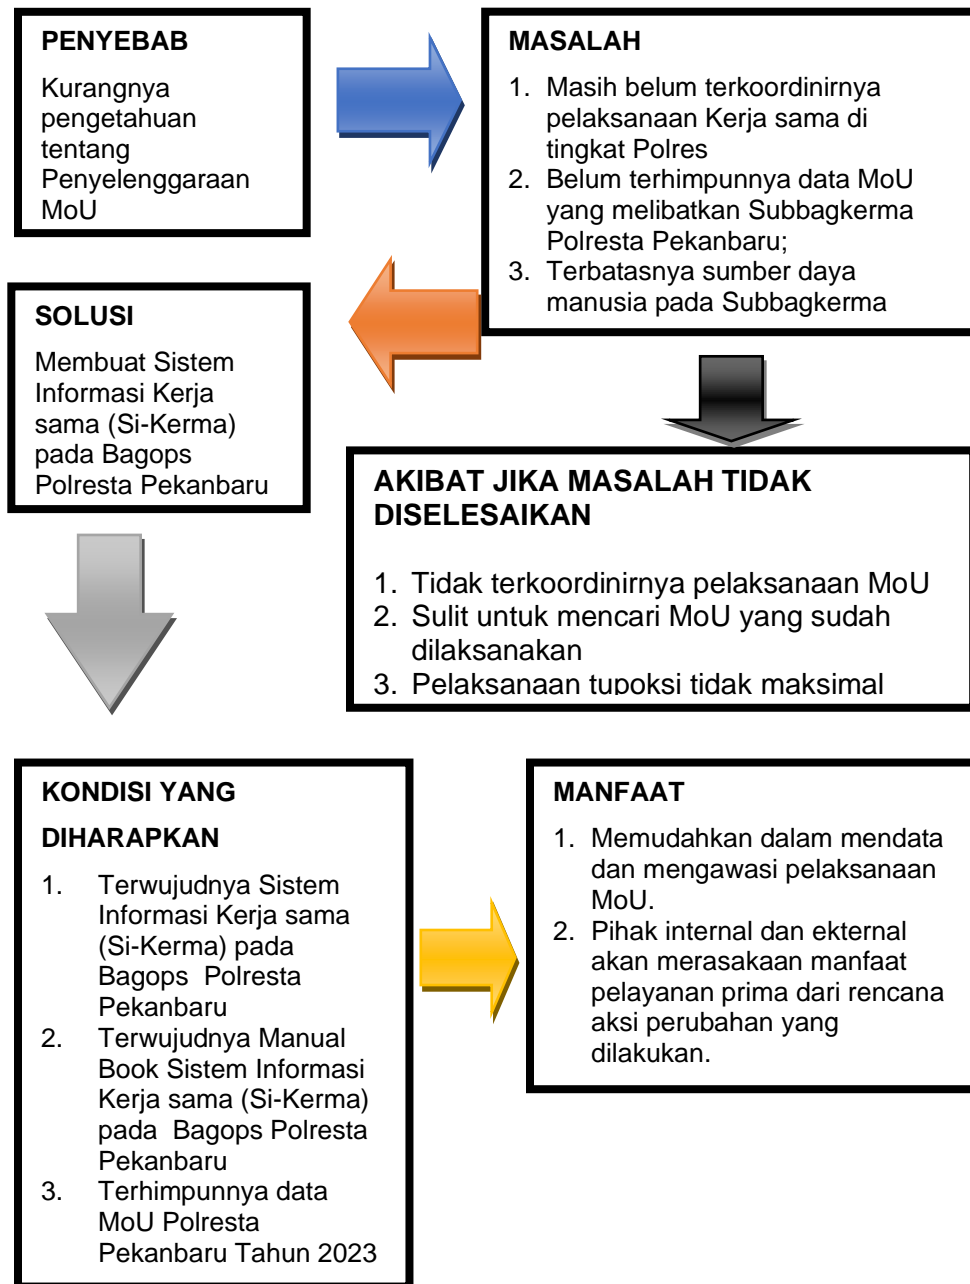 PENYEBAB
Kurangnya
pengetahuan
tentang
Penyelenggaraan
MoU
MASALAH
1. Masih belum terkoordinirnya
pelaksanaan Kerja sama di
tingkat Polres
2. Belum terhimpunnya data MoU
yang melibatkan Subbagkerma
Polresta Pekanbaru;
3. Terbatasnya sumber daya
manusia pada Subbagkerma
SOLUSI
Membuat Sistem
Informasi Kerja
sama (Si-Kerma)
pada Bagops
Polresta Pekanbaru
AKIBAT JIKA MASALAH TIDAK
DISELESAIKAN
1. Tidak terkoordinirnya pelaksanaan MoU
2. Sulit untuk mencari MoU yang sudah
dilaksanakan
3. Pelaksanaan tupoksi tidak maksimal
KONDISI YANG
DIHARAPKAN
1. Terwujudnya Sistem
Informasi Kerja sama
(Si-Kerma) pada
Bagops Polresta
Pekanbaru
2. Terwujudnya Manual
Book Sistem Informasi
Kerja sama (Si-Kerma)
pada Bagops Polresta
Pekanbaru
3. Terhimpunnya data
MoU Polresta
Pekanbaru Tahun 2023
MANFAAT
1. Memudahkan dalam mendata
dan mengawasi pelaksanaan
MoU.
2. Pihak internal dan ekternal
akan merasakaan manfaat
pelayanan prima dari rencana
aksi perubahan yang
dilakukan.